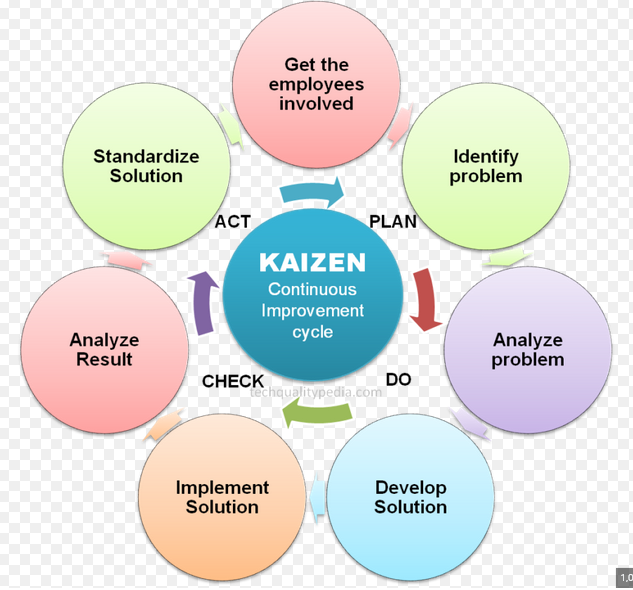 Get the
employees
involved
Standardize
Solution
Identify
problem
ACT
PLAN
KAIZEN
Continuous
Improvement
cycle
Analyze
Result
Analyze
problem
CHECK
DO
techqualitypedia.com
Implement
Solution
Develop
Solution